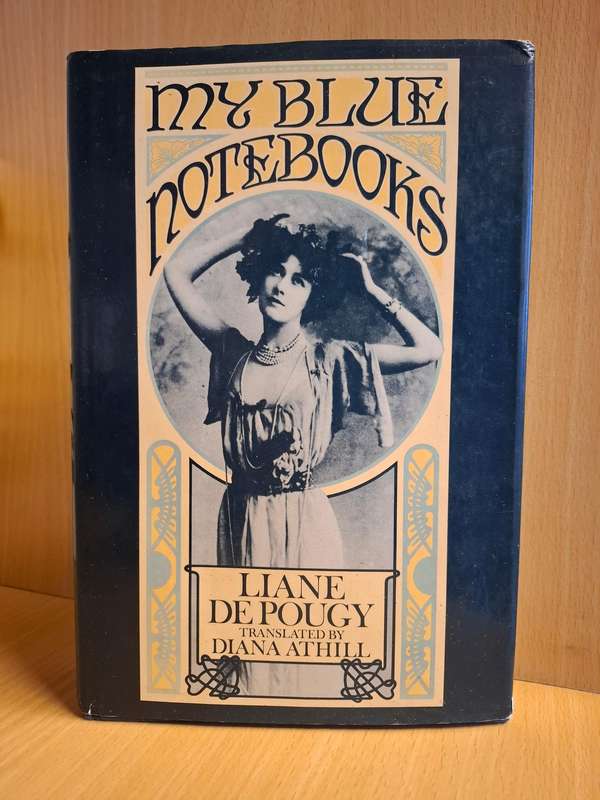 MY BLUE
NOTEBOOKS
LIANE
DE POUGY
TRANSLATED BY
DIANA ATHILL